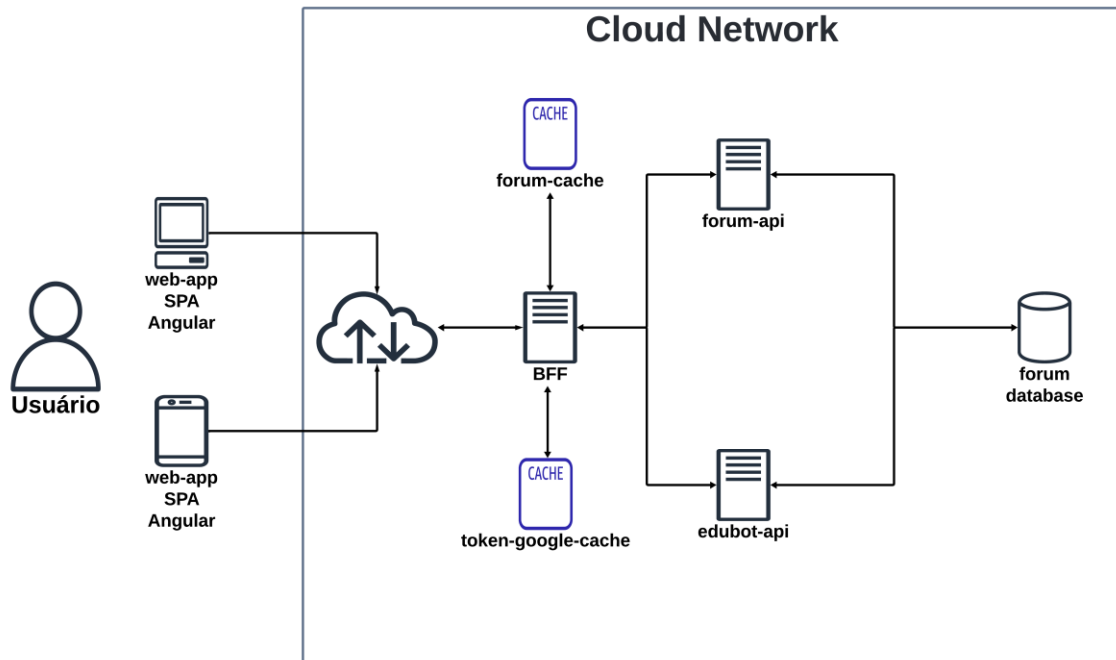 Cloud Network
CACHE
forum-cache
forum-api
web-app
SPA
Angular
Usuário
BFF
forum
database
web-app
SPA
Angular
CACHE
token-google-cache
edubot-api